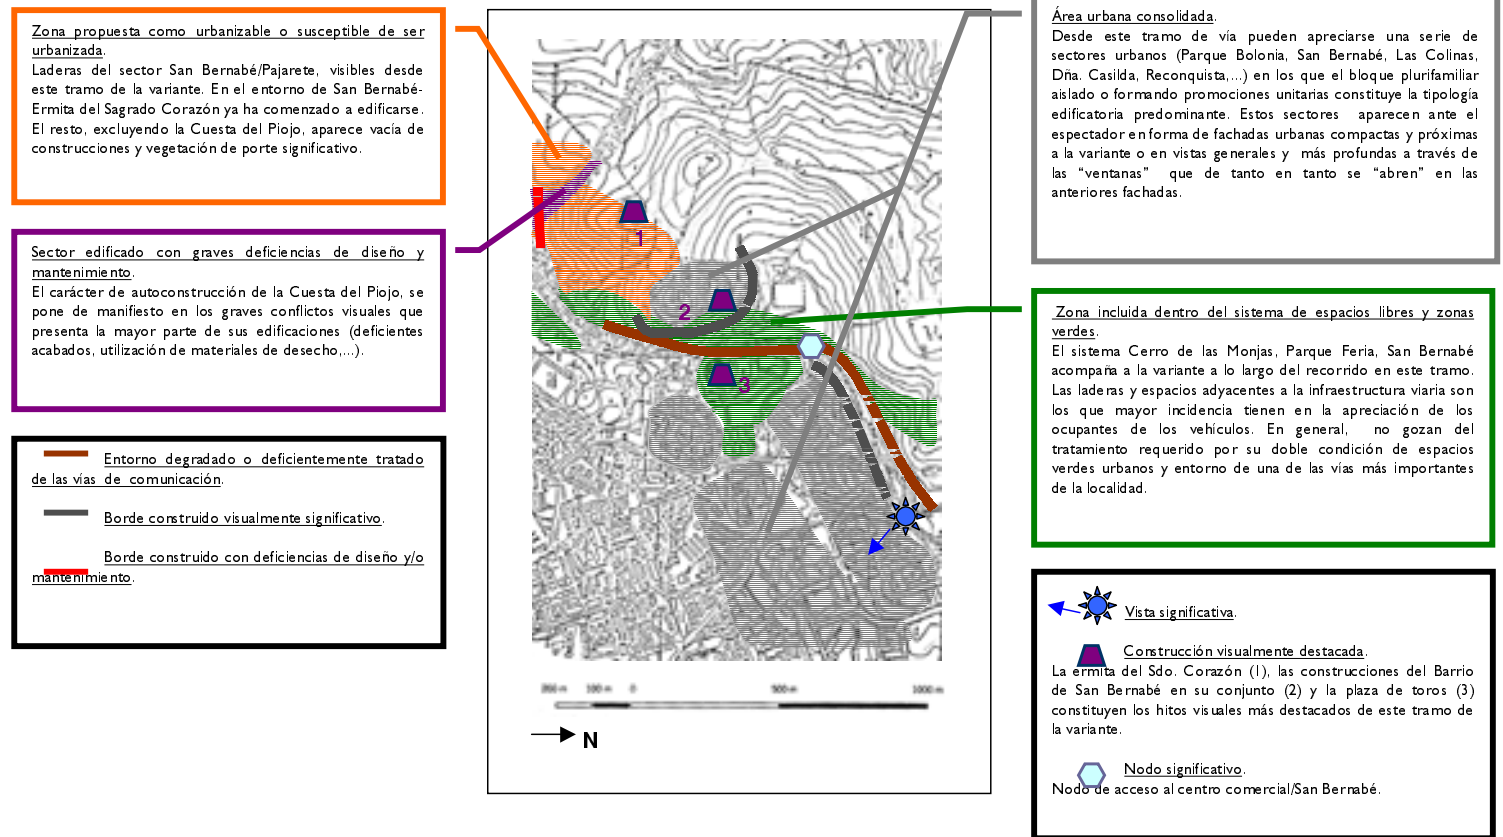 Zona propuesta como urbanizable o susceptible de ser
urbanizada.
Laderas del sector San Bernabé/Pajarete, visibles desde
este tramo de la variante. En el entorno de San Bernabé-
Ermita del Sagrado Corazón ya ha comenzado a edificarse.
El resto, excluyendo la Cuesta del Piojo, aparece vacía de
construcciones y vegetación de porte significativo.
Sector edificado con graves deficiencias de diseño y
mantenimiento.
El carácter de autoconstrucción de la Cuesta del Piojo, se
pone de manifiesto en los graves conflictos visuales que
presenta la mayor parte de sus edificaciones (deficientes
acabados, utilización de materiales de desecho,...).
Entorno degradado o deficientemente tratado
de las vías de comunicación.
Borde construido visualmente significativo.
Borde construido con deficiencias de diseño y/o
mantenimiento.
1
2
3
200 m 100 m 0 500 m 1000 m
N
Área urbana consolidada.
Desde este tramo de vía pueden apreciarse una serie de
sectores urbanos (Parque Bolonia, San Bernabé, Las Colinas,
Dña. Casilda, Reconquista,...) en los que el bloque plurifamiliar
aislado o formando promociones unitarias constituye la tipología
edificatoria predominante. Estos sectores aparecen ante el
espectador en forma de fachadas urbanas compactas y próximas
a la variante o en vistas generales y más profundas a través de
las “ventanas” que de tanto en tanto se “abren” en las
anteriores fachadas.
Zona incluida dentro del sistema de espacios libres y zonas
verdes.
El sistema Cerro de las Monjas, Parque Feria, San Bernabé
acompaña a la variante a lo largo del recorrido en este tramo.
Las laderas y espacios adyacentes a la infraestructura viaria son
los que mayor incidencia tienen en la apreciación de los
ocupantes de los vehículos. En general, no gozan del
tratamiento requerido por su doble condición de espacios
verdes urbanos y entorno de una de las vías más importantes
de la localidad.
Vista significativa.
Construcción visualmente destacada.
La ermita del Sdo. Corazón (1), las construcciones del Barrio
de San Bernabé en su conjunto (2) y la plaza de toros (3)
constituyen los hitos visuales más destacados de este tramo de
la variante.
Nodo significativo.
Nodo de acceso al centro comercial/San Bernabé.